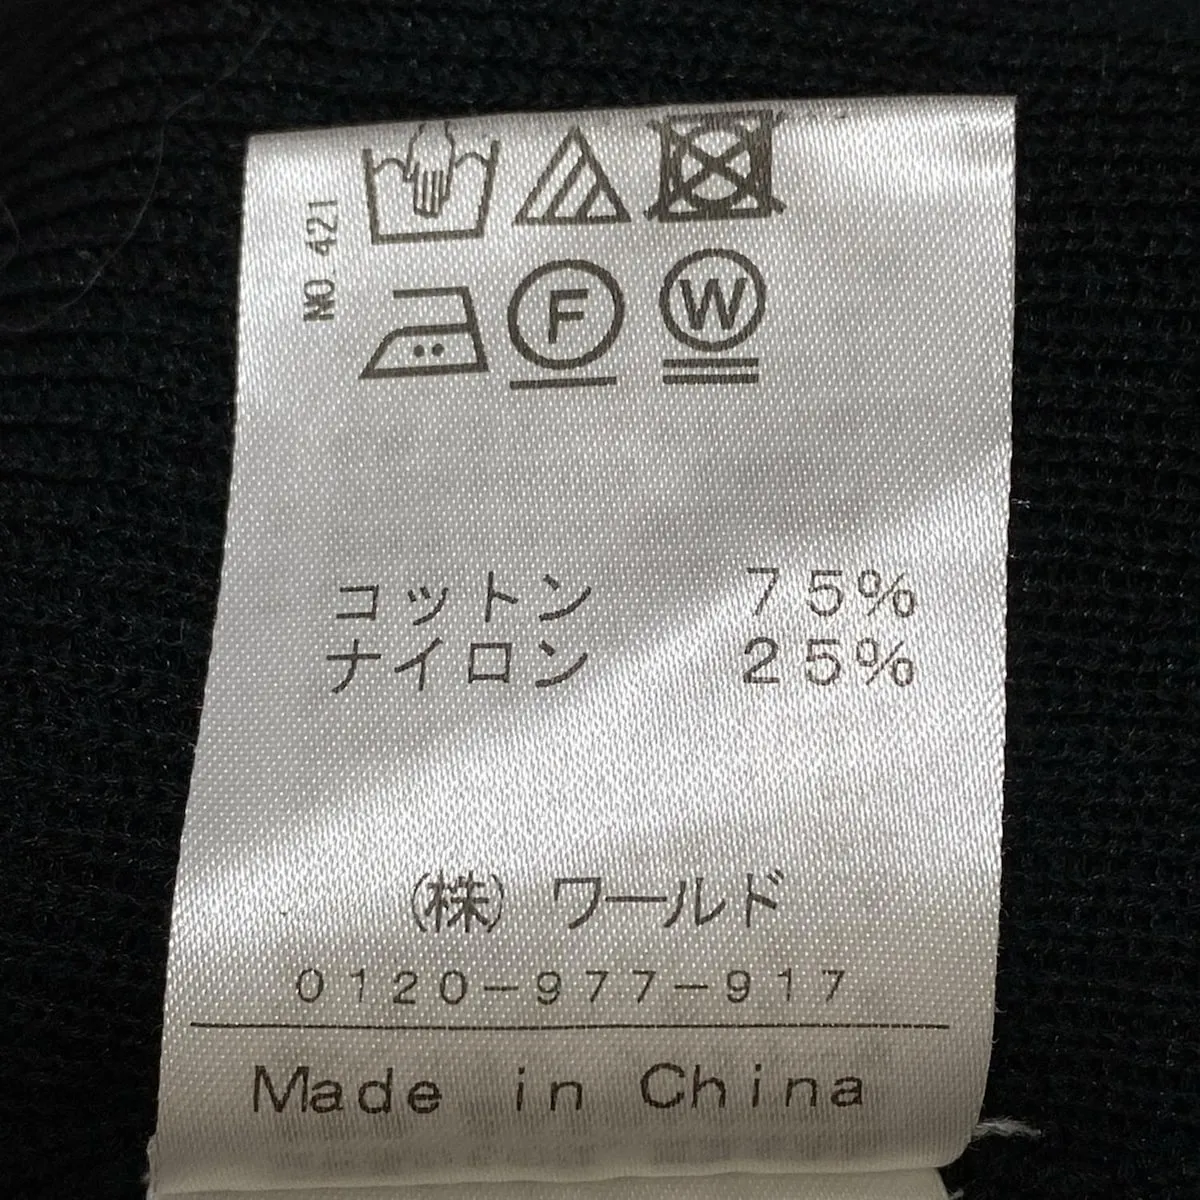 NO. 421
F
W
コットン 75%
ナイロン 25%
(株) ワールド
0120-977-917
Made in China